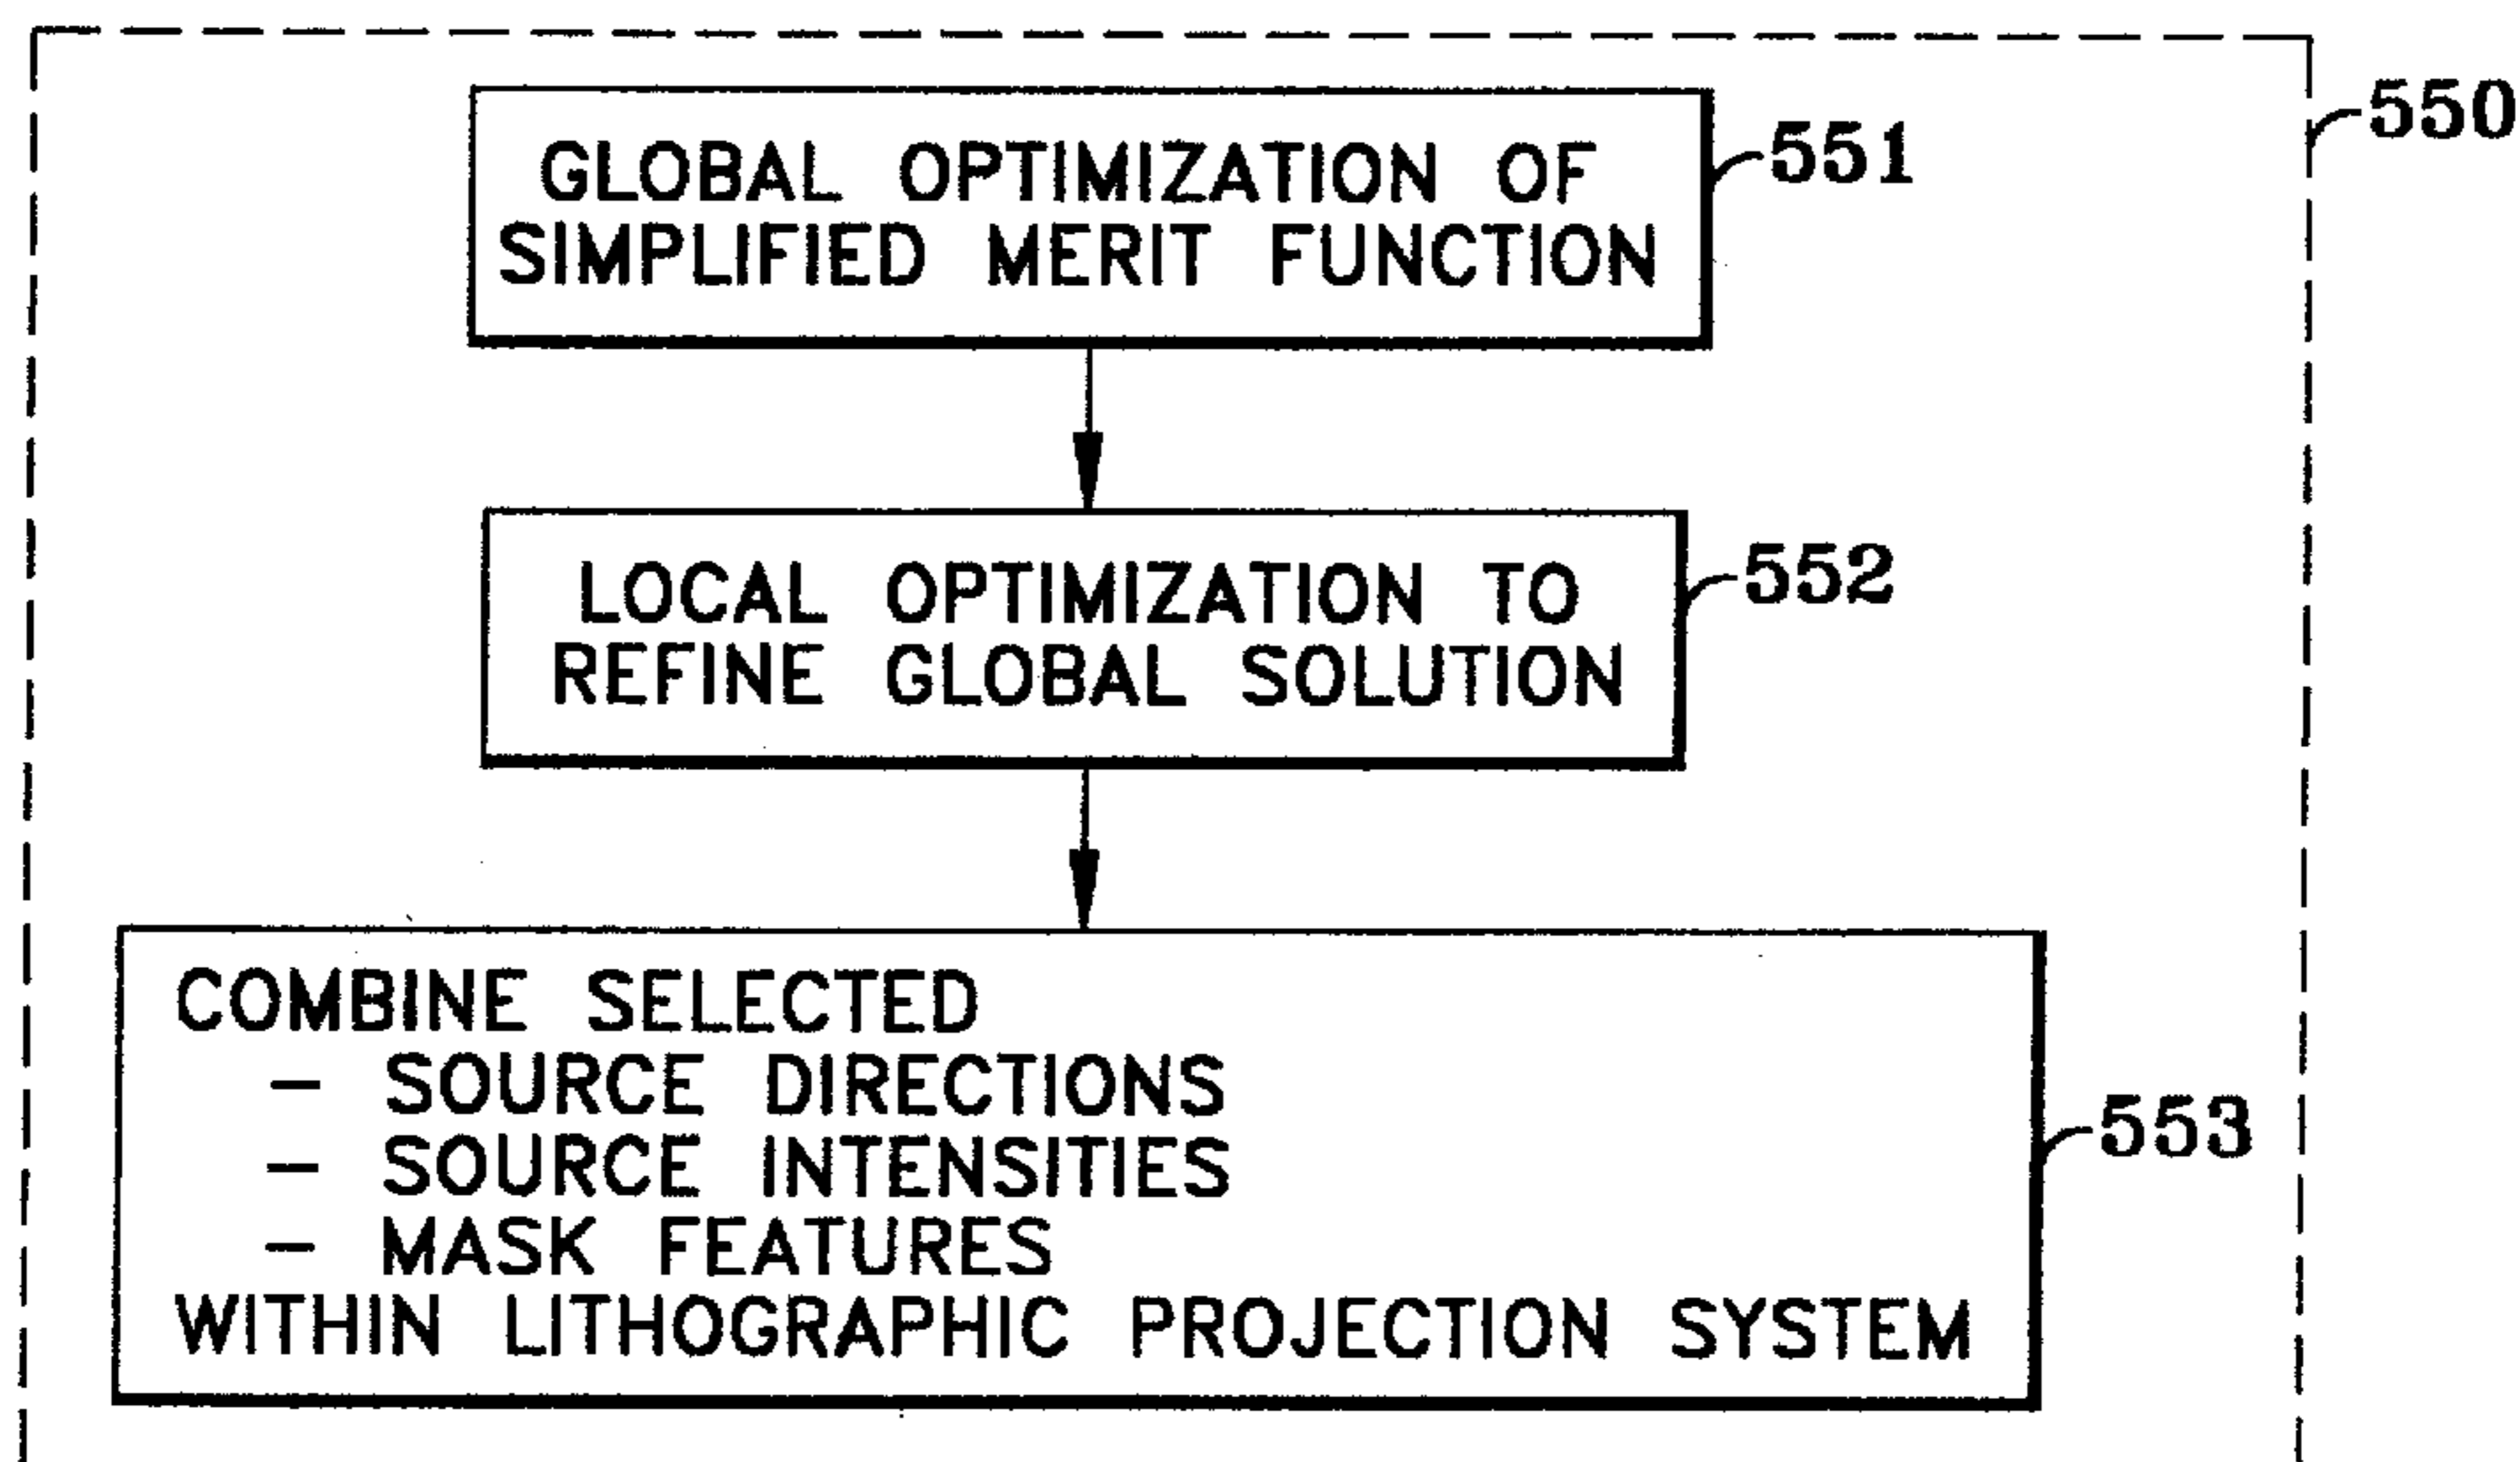 550
GLOBAL OPTIMIZATION OF
SIMPLIFIED MERIT FUNCTION
551
LOCAL OPTIMIZATION TO
REFINE GLOBAL SOLUTION
552
COMBINE SELECTED
– SOURCE DIRECTIONS
– SOURCE INTENSITIES
– MASK FEATURES
WITHIN LITHOGRAPHIC PROJECTION SYSTEM
553